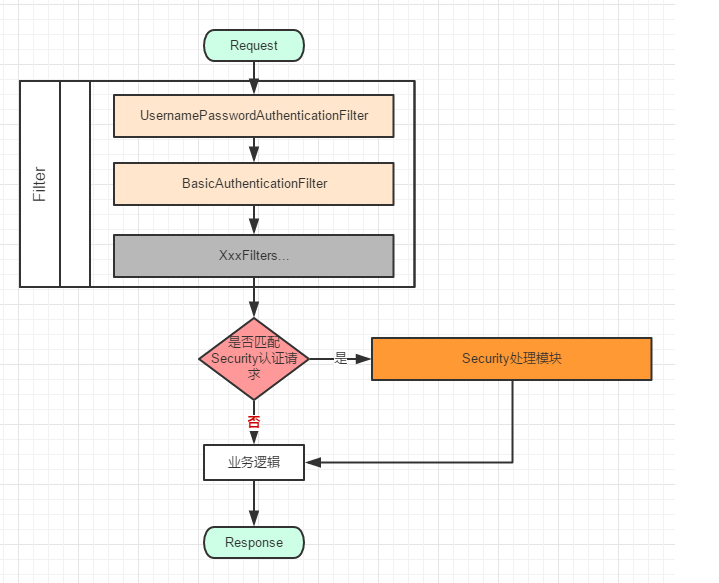 Request
Filter
UsernamePasswordAuthenticationFilter
BasicAuthenticationFilter
XxxFilters...
是否匹配
Security认证请
求
是
Security处理模块
否
业务逻辑
Response